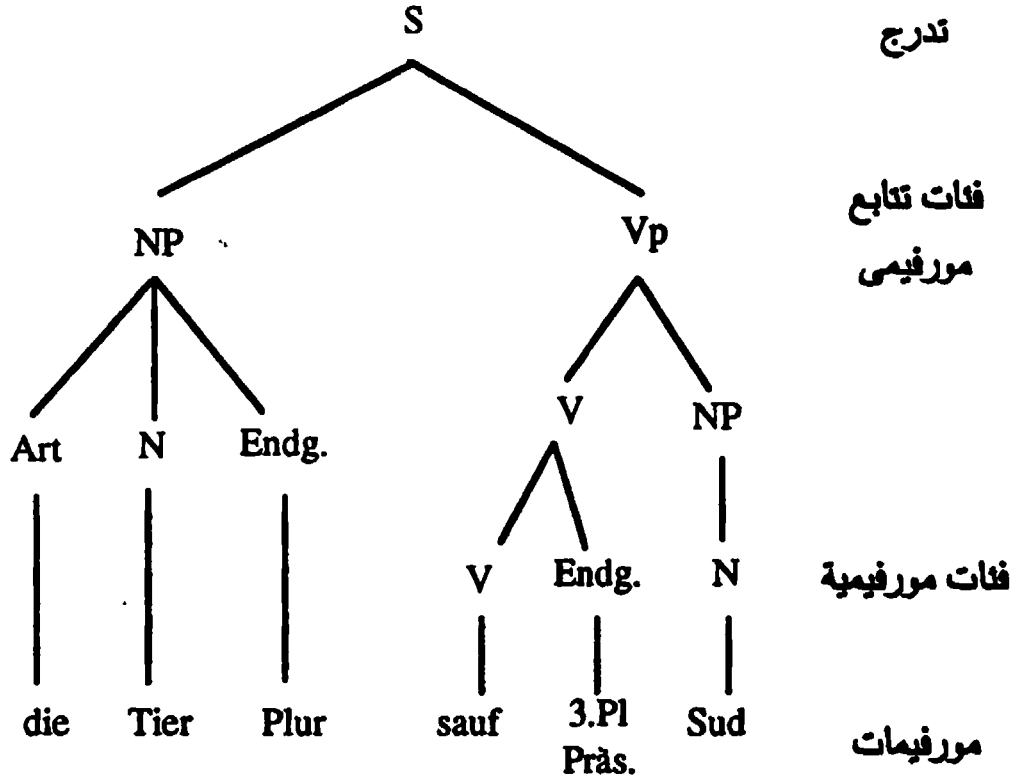 S تدرج
فئات تتابع
NP Vp
مورفيمى
V NP
Art N Endg.
V Endg. N فئات مورفيمية
die Tier Plur sauf 3.Pl Sud
Pràs. مورفيمات